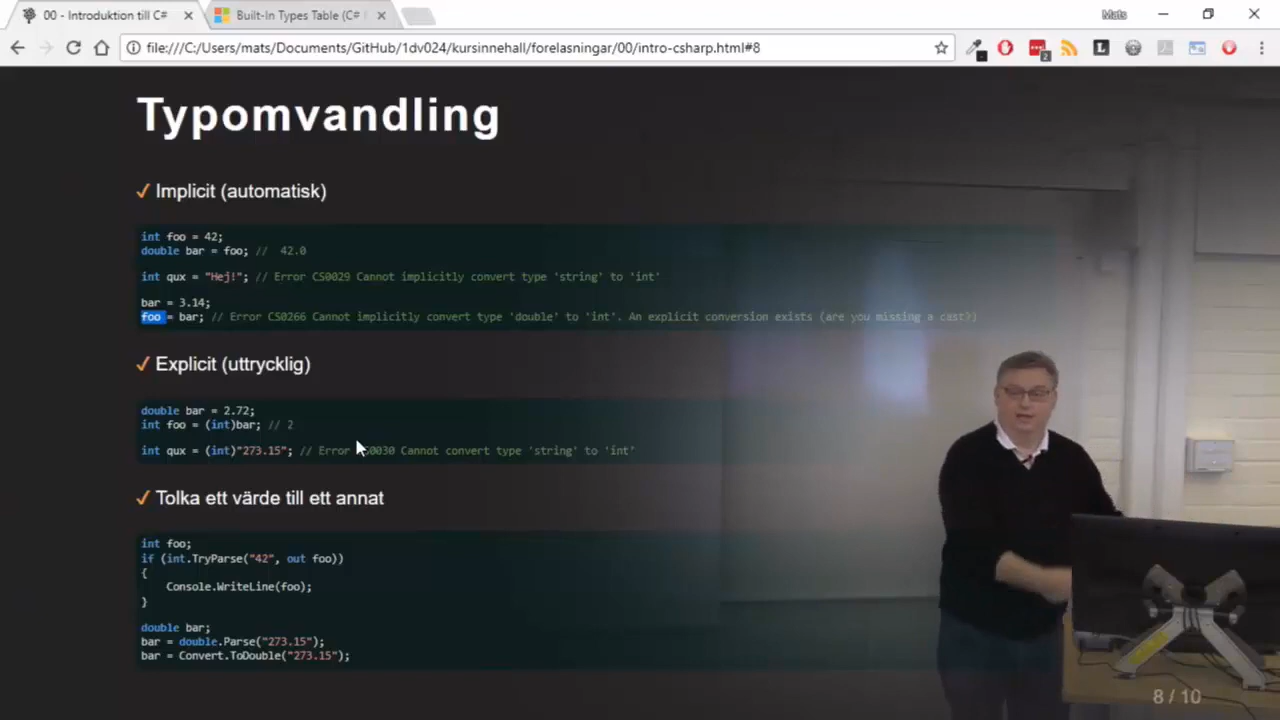 00 - Introduktion till C#
Built-In Types Table (C#
Mats
file:///C:/Users/mats/Documents/GitHub/1dv024/kursinnehall/forelasningar/00/intro-csharp.html#8
2
Typomvandling
✓ Implicit (automatisk)
int foo = 42;
double bar = foo; // 42.0
int qux = "Hej!"; // Error CS0029 Cannot implicitly convert type 'string' to 'int'
bar = 3.14;
foo = bar; // Error CS0266 Cannot implicitly convert type 'double' to 'int'. An explicit conversion exists (are you missing a cast?)
✓ Explicit (uttrycklig)
double bar = 2.72;
int foo = (int)bar; // 2
int qux = (int)"273.15"; // Error CS0030 Cannot convert type 'string' to 'int'
✓ Tolka ett värde till ett annat
int foo;
if (int.TryParse("42", out foo))
{
Console.WriteLine(foo);
}
double bar;
bar = double.Parse("273.15");
bar = Convert.ToDouble("273.15");
8 / 10